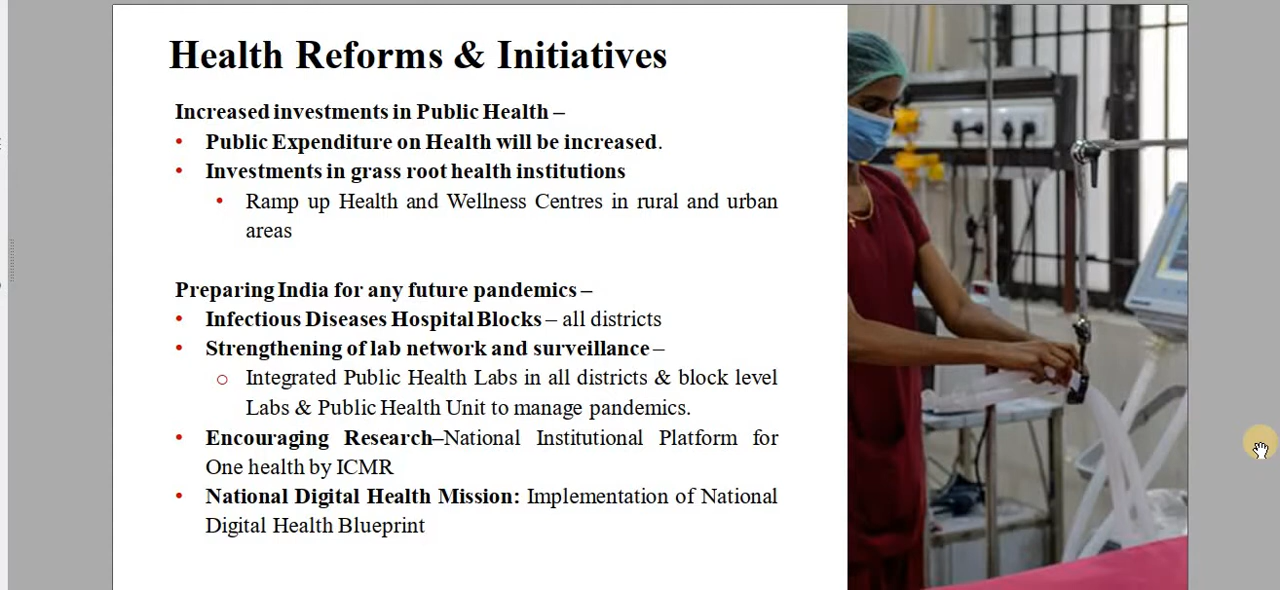 Health Reforms & Initiatives
Increased investments in Public Health –
• Public Expenditure on Health will be increased.
• Investments in grass root health institutions
• Ramp up Health and Wellness Centres in rural and urban
areas
Preparing India for any future pandemics –
• Infectious Diseases Hospital Blocks – all districts
• Strengthening of lab network and surveillance –
o Integrated Public Health Labs in all districts & block level
Labs & Public Health Unit to manage pandemics.
• Encouraging Research–National Institutional Platform for
One health by ICMR
• National Digital Health Mission: Implementation of National
Digital Health Blueprint